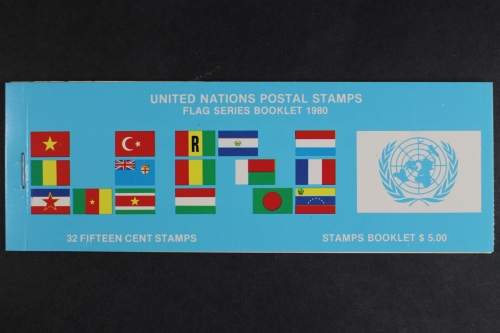 UNITED NATIONS POSTAL STAMPS
FLAG SERIES BOOKLET 1980
R
32 FIFTEEN CENT STAMPS
STAMPS BOOKLET $ 5.00